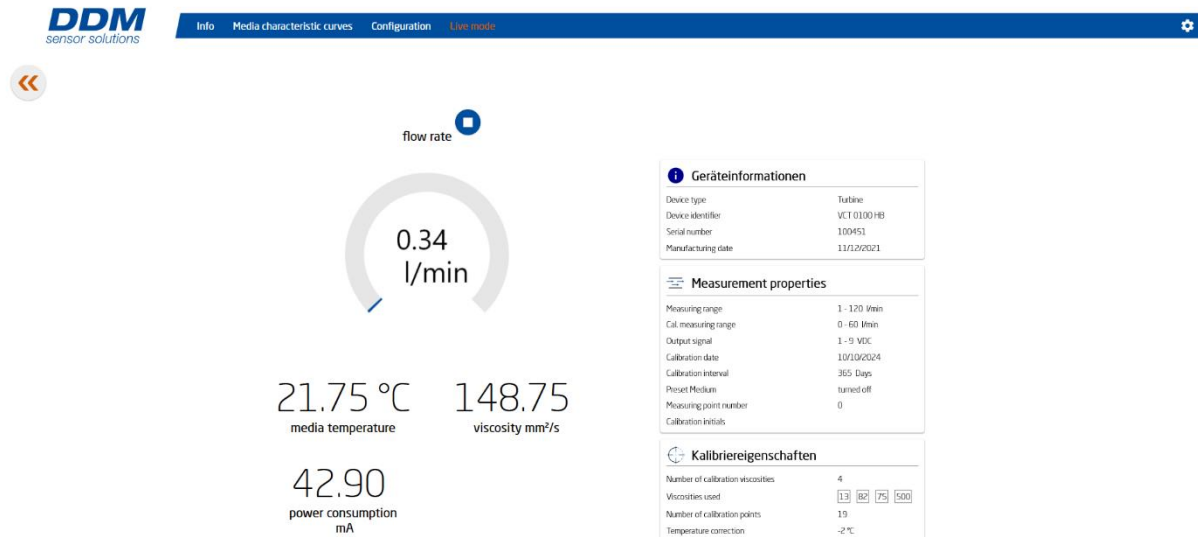 DDM
sensor solutions
Info Media characteristic curves Configuration Live mode
flow rate
0.34
l/min
21.75 °C
media temperature
148.75
viscosity mm²/s
42.90
power consumption
mA
Geräteinformationen
Device type Turbine
Device identifier VCT 0100 HB
Serial number 100451
Manufacturing date 11/12/2021
Measurement properties
Measuring range 1 - 120 l/min
Cal. measuring range 0 - 60 l/min
Output signal 1 - 9 VDC
Calibration date 10/10/2024
Calibration interval 365 Days
Preset Medium turned off
Measuring point number 0
Calibration initials
Kalibriereigenschaften
Number of calibration viscosities 4
Viscosities used 13 82 75 500
Number of calibration points 19
Temperature correction -2 °C